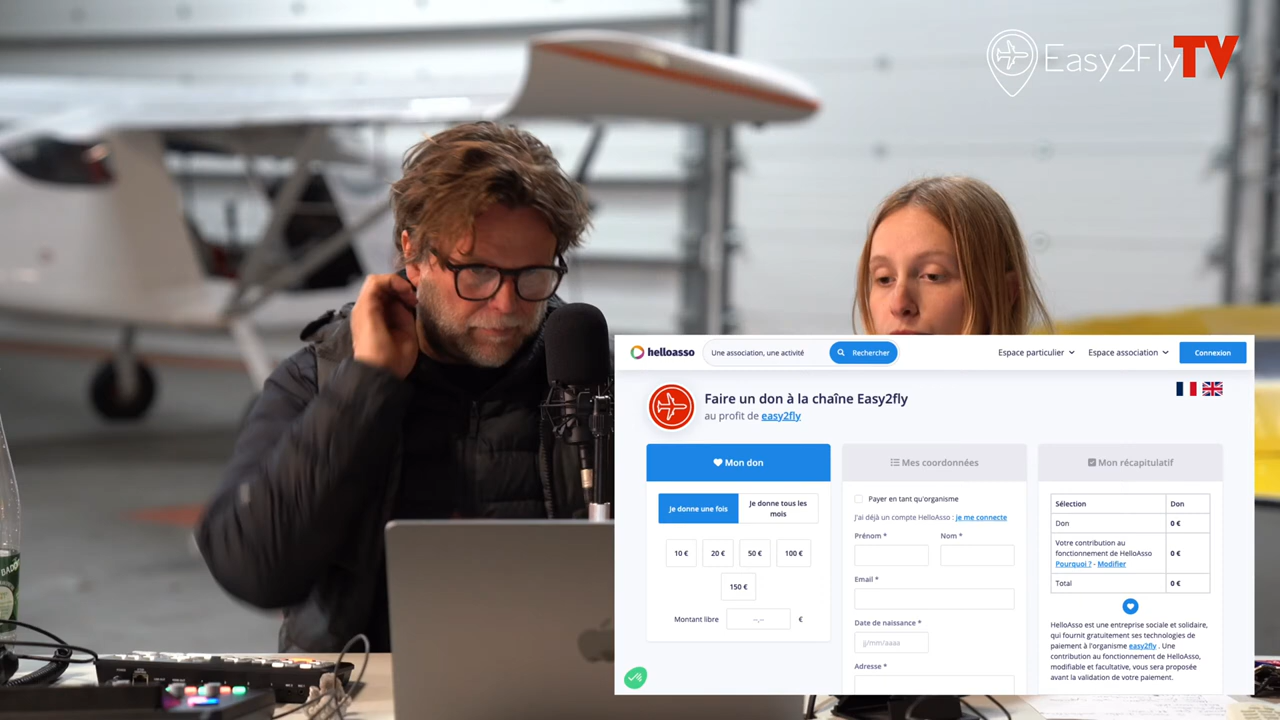 Easy2FlyTV
helloasso
Une association, une activité
Rechercher
Espace particulier
Espace association
Connexion
Faire un don à la chaîne Easy2fly
au profit de easy2fly
Mon don
Je donne une fois
Je donne tous les
mois
10 €
20 €
50 €
100 €
150 €
Montant libre
--,--
€
Mes coordonnées
Payer en tant qu'organisme
J'ai déjà un compte HelloAsso : je me connecte
Prénom *
Nom *
Email *
Date de naissance *
jj/mm/aaaa
Adresse *
Mon récapitulatif
Sélection Don
Don 0 €
Votre contribution au
fonctionnement de HelloAsso
Pourquoi ? - Modifier
0 €
Total 0 €
HelloAsso est une entreprise sociale et solidaire,
qui fournit gratuitement ses technologies de
paiement à l'organisme easy2fly . Une
contribution au fonctionnement de HelloAsso,
modifiable et facultative, vous sera proposée
avant la validation de votre paiement.